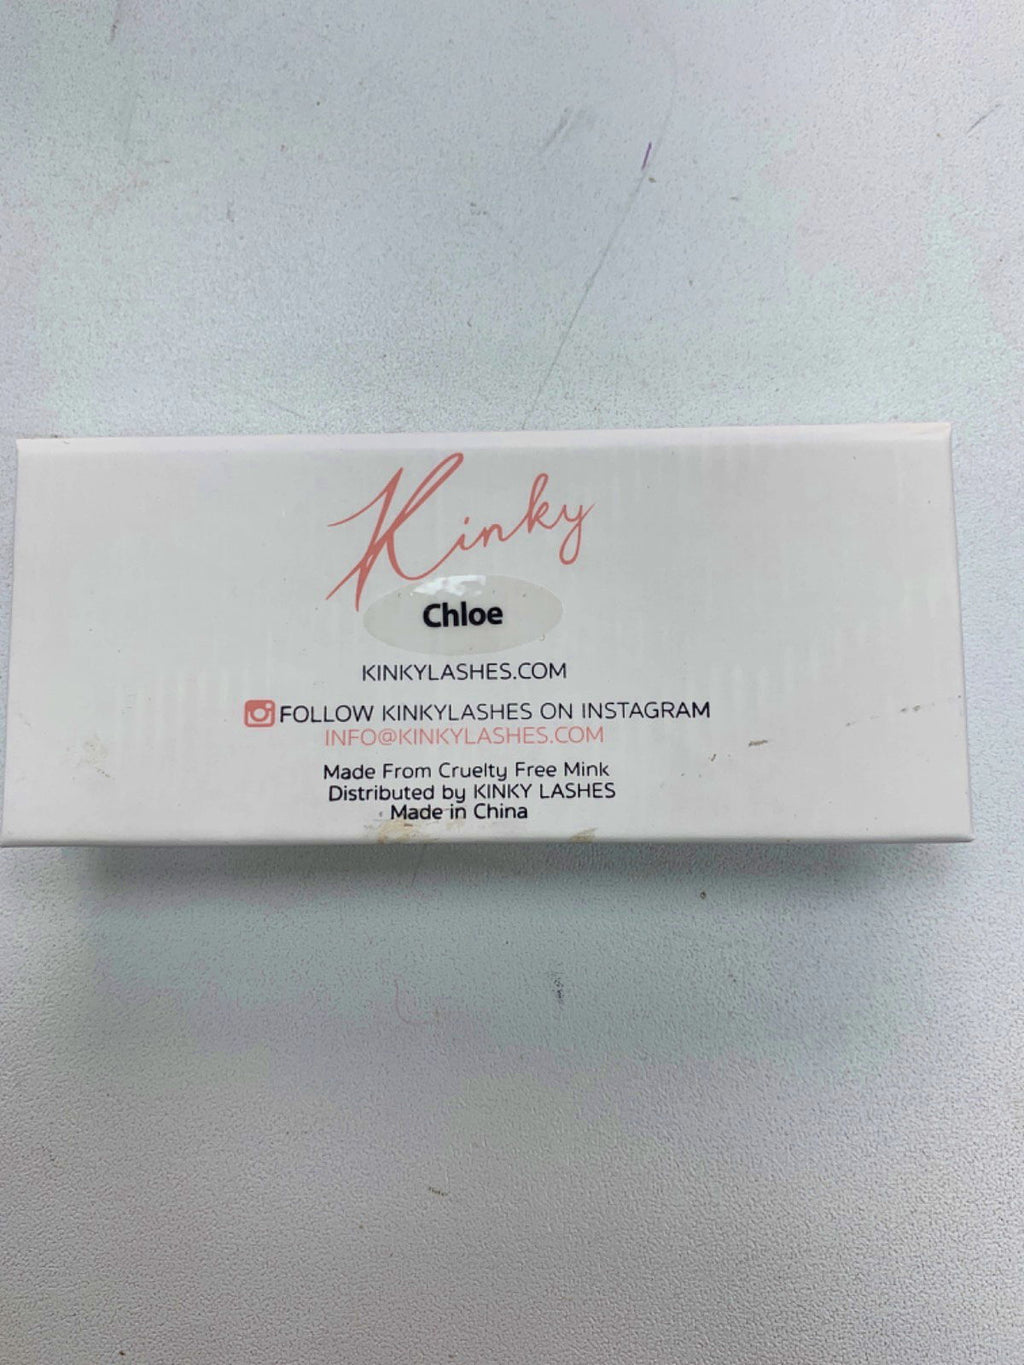 Kinky
Chloe
KINKYLASHES.COM
FOLLOW KINKYLASHES ON INSTAGRAM
INFO@KINKYLASHES.COM
Made From Cruelty Free Mink
Distributed by KINKY LASHES
Made in China